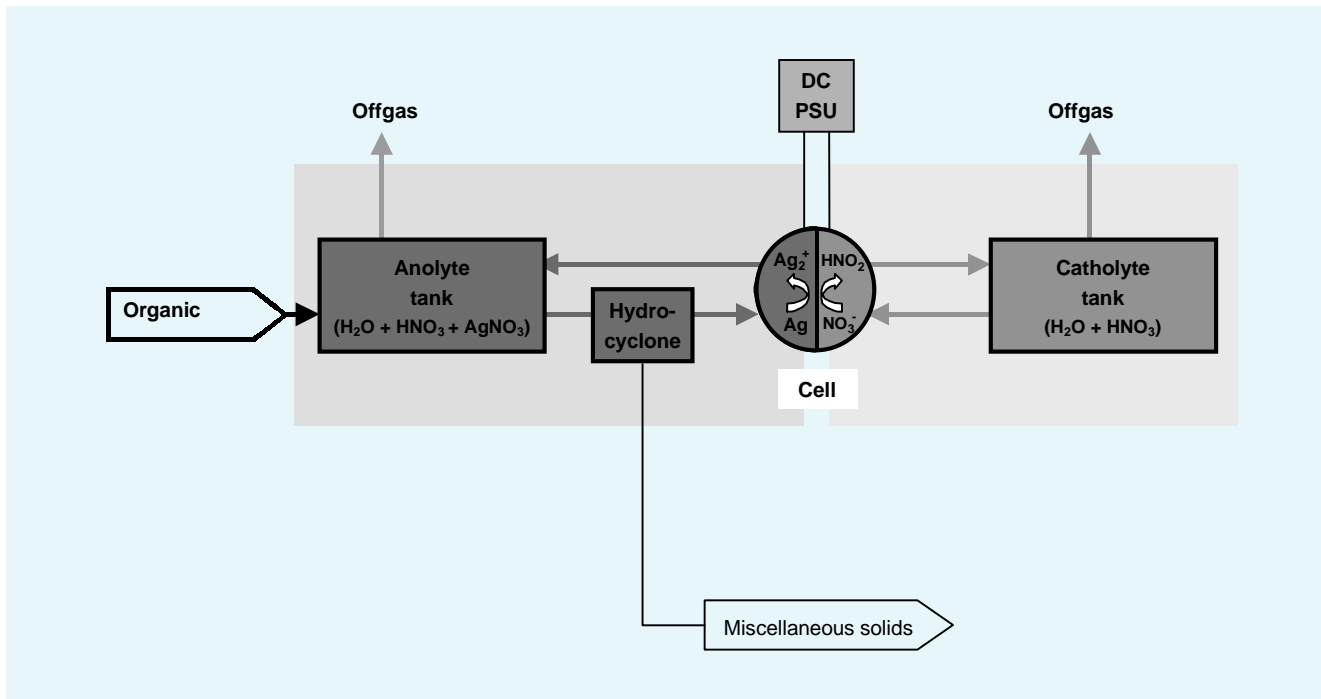 DC
PSU
Offgas
Offgas
Organic
Anolyte
tank
(H₂O + HNO₃ + AgNO₃)
Hydro-
cyclone
Ag₂⁺
Ag
HNO₂
NO₃⁻
Cell
Catholyte
tank
(H₂O + HNO₃)
Miscellaneous solids